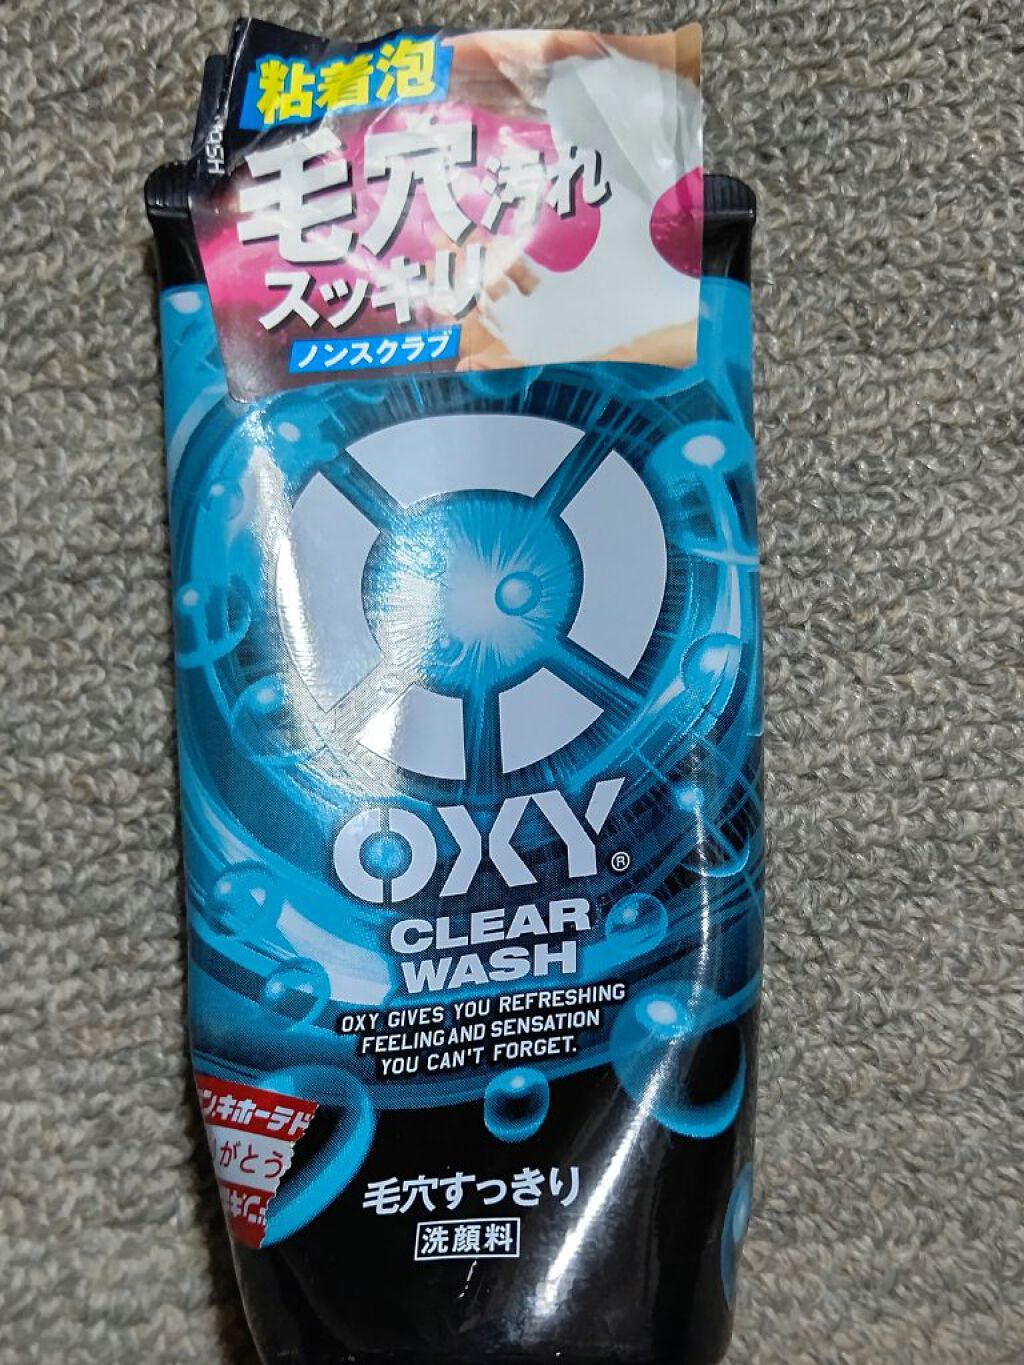 粘着泡
毛穴汚れ
スッキリ
ノンスクラブ
OXY®
CLEAR
WASH
OXY GIVES YOU REFRESHING
FEELING AND SENSATION
YOU CAN'T FORGET.
ン.キホーテド
がとう
毛穴すっきり
洗顔料